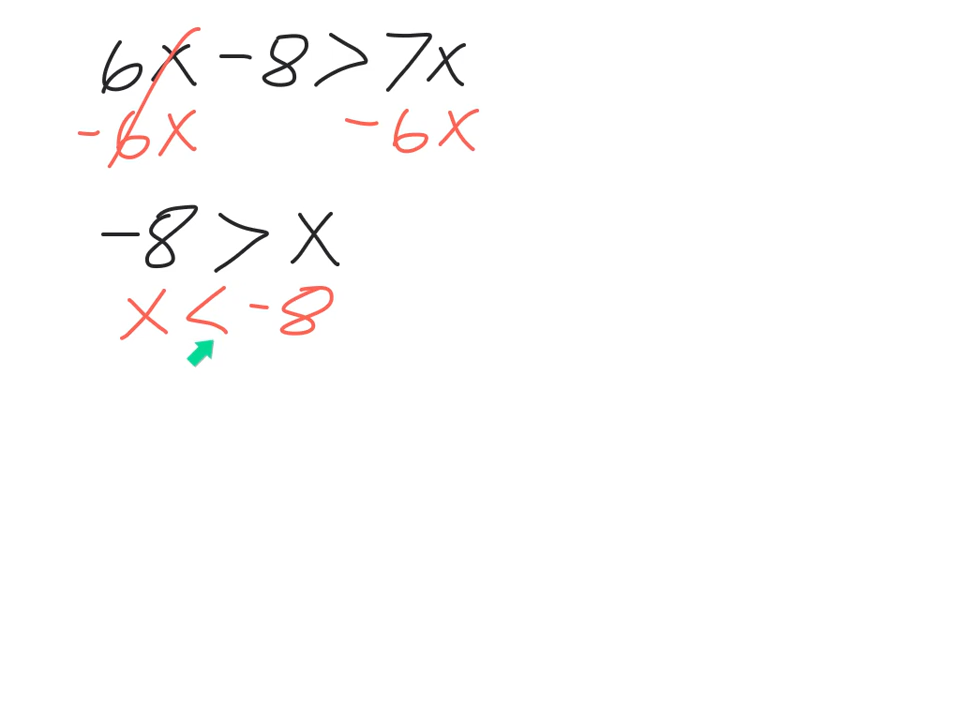 6x - 8 > 7x
- 6x - 6x
- 8 > x
x < - 8